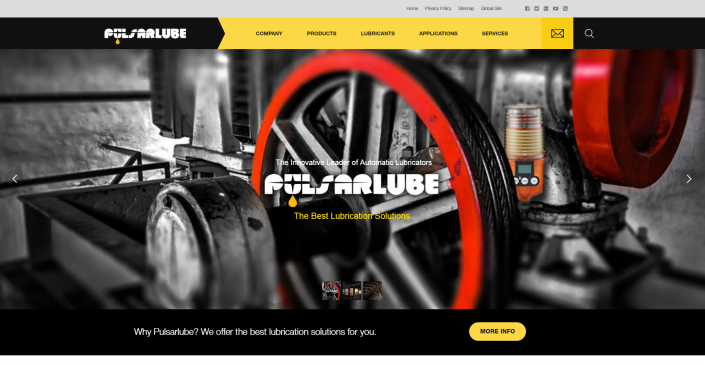 Home Privacy Policy Sitemap Global Site
PULSARLUBE
COMPANY PRODUCTS LUBRICANTS APPLICATIONS SERVICES
The Innovative Leader of Automatic Lubricators
PULSARLUBE
The Best Lubrication Solutions
Why Pulsarlube? We offer the best lubrication solutions for you.
MORE INFO